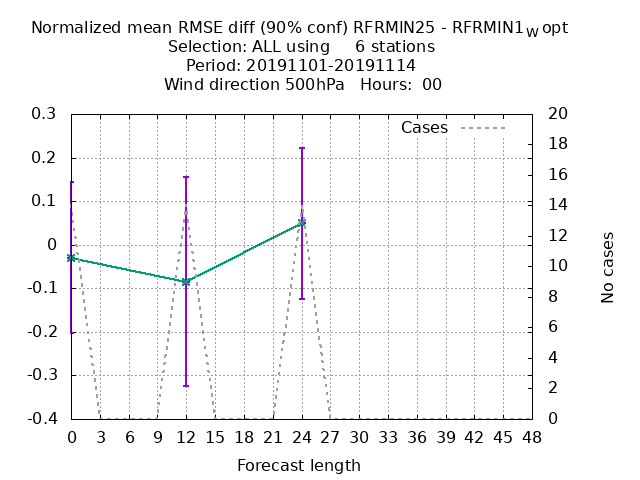 Normalized mean RMSE diff (90% conf) RFRMIN25 - RFRMIN1W opt
Selection: ALL using     6 stations
Period: 20191101-20191114
Wind direction 500hPa   Hours:  00
Cases
0.3
0.2
0.1
0
-0.1
-0.2
-0.3
-0.4
20
18
16
14
12
10
8
6
4
2
0
No cases
0 3 6 9 12 15 18 21 24 27 30 33 36 39 42 45 48
Forecast length